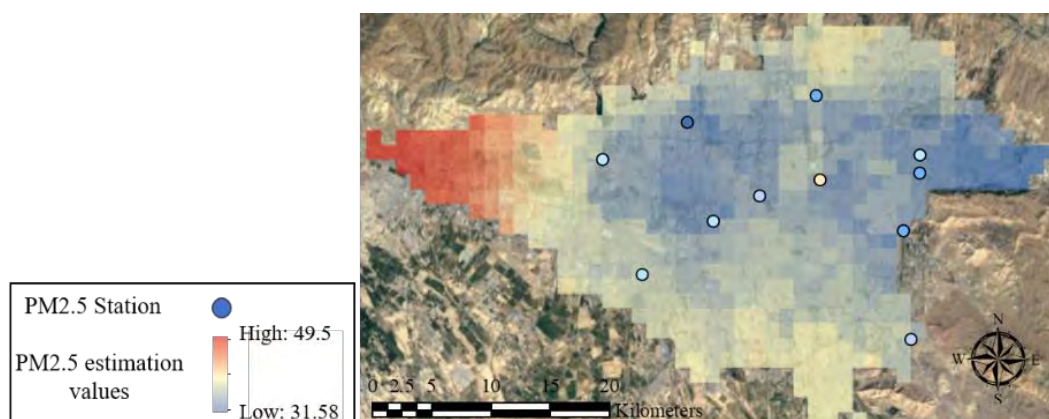 PM2.5 Station
PM2.5 estimation
values
High: 49.5
Low: 31.58
N
W
E
S
0 2.5 5 10 15 20
Kilometers